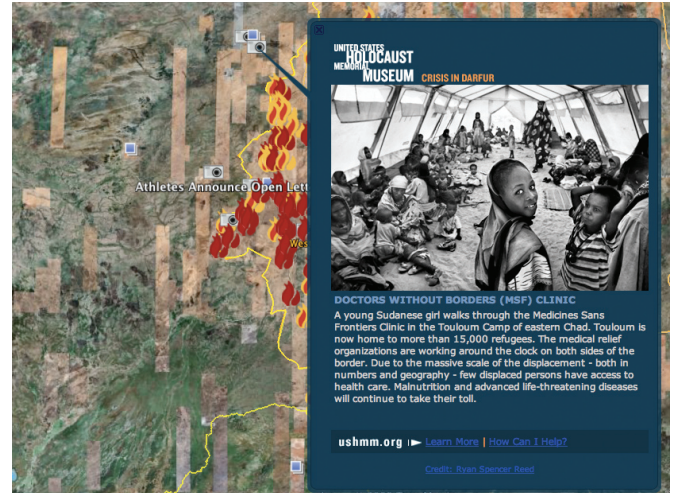 UNITED STATES
HOLOCAUST
MEMORIAL
MUSEUM CRISIS IN DARFUR
Athletes Announce Open Lett
Wes
DOCTORS WITHOUT BORDERS (MSF) CLINIC
A young Sudanese girl walks through the Medicines Sans
Frontiers Clinic in the Touloum Camp of eastern Chad. Touloum is
now home to more than 15,000 refugees. The medical relief
organizations are working around the clock on both sides of the
border. Due to the massive scale of the displacement - both in
numbers and geography - few displaced persons have access to
health care. Malnutrition and advanced life-threatening diseases
will continue to take their toll.
ushmm.org Learn More | How Can I Help?
Credit: Ryan Spencer Reed